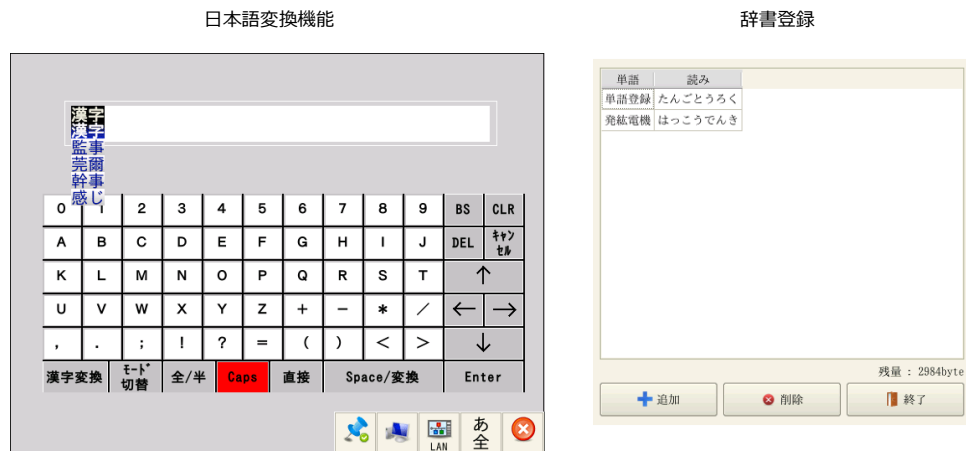 日本語変換機能
辞書登録
漢字
漢字
監事
莞爾
幹事
感じ
0 1 2 3 4 5 6 7 8 9 BS CLR
A B C D E F G H I J DEL ｷｬﾝｾﾙ
K L M N O P Q R S T ↑
U V W X Y Z + − * / ← →
, . ; ! ? = ( ) < > ↓
漢字変換 ﾓｰﾄﾞ切替 全/半 Caps 直接 Space/変換 Enter
LAN
あ
全
単語 読み
単語登録 たんごとうろく
発紘電機 はっこうでんき
残量 : 2984byte
追加 削除 終了